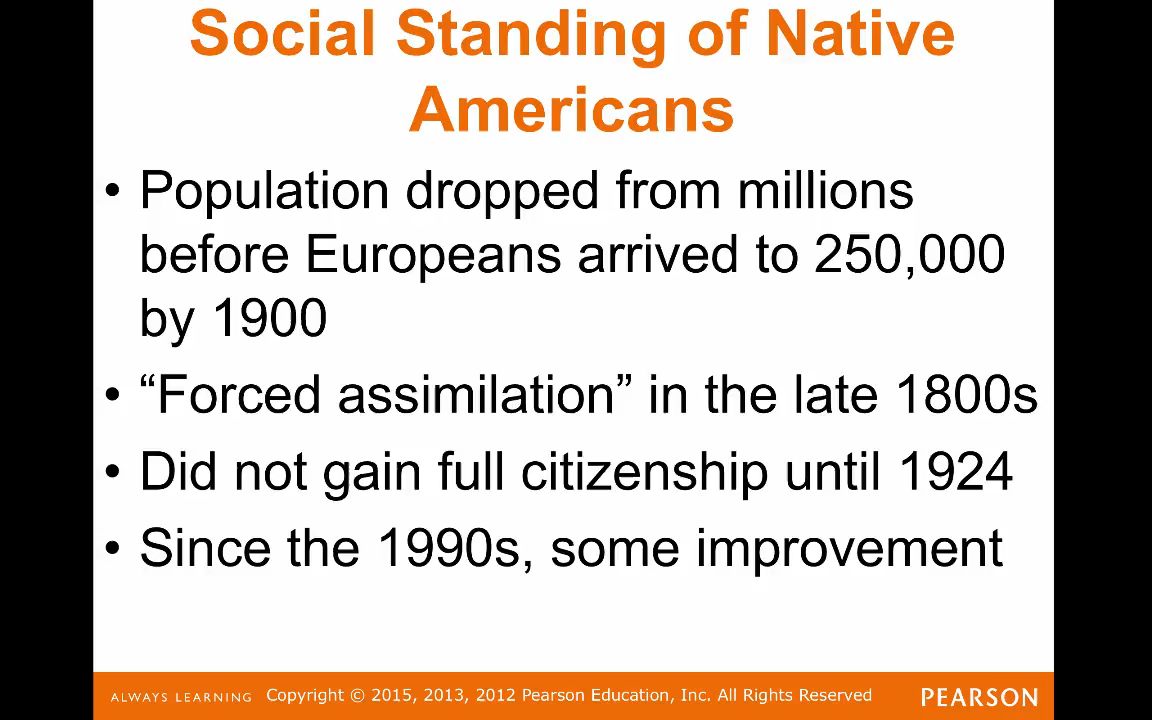 Social Standing of Native
Americans
• Population dropped from millions
before Europeans arrived to 250,000
by 1900
• “Forced assimilation” in the late 1800s
• Did not gain full citizenship until 1924
• Since the 1990s, some improvement
ALWAYS LEARNING Copyright © 2015, 2013, 2012 Pearson Education, Inc. All Rights Reserved PEARSON